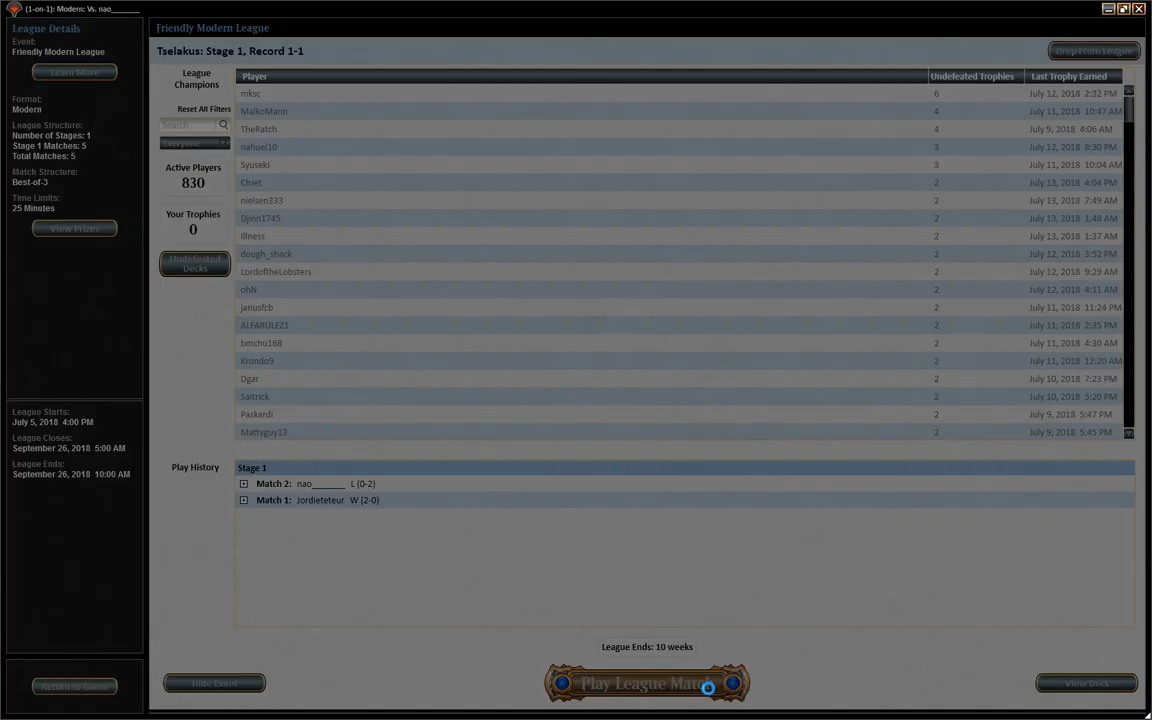 (1-on-1): Modern: Vs. nao______
League Details
Event:
Friendly Modern League
Learn More
Format:
Modern
League Structure:
Number of Stages: 1
Stage 1 Matches: 5
Total Matches: 5
Match Structure:
Best-of-3
Time Limits:
25 Minutes
View Prizes
League Starts:
July 5, 2018 4:00 PM
League Closes:
September 26, 2018 5:00 AM
League Ends:
September 26, 2018 10:00 AM
Return to Game
Friendly Modern League
Tselakus: Stage 1, Record 1-1
Drop From League
League
Champions
Reset All Filters
Search
Everyone
Active Players
830
Your Trophies
0
Undefeated
Decks
Player Undefeated Trophies Last Trophy Earned
mksc 6 July 12, 2018 2:32 PM
MalkoMann 4 July 11, 2018 10:47 AM
TheRatch 4 July 9, 2018 4:06 AM
nahuel10 3 July 12, 2018 8:30 PM
Syuseki 3 July 11, 2018 10:04 AM
Chiet 2 July 13, 2018 4:04 PM
nielsen333 2 July 13, 2018 7:49 AM
Djinn1745 2 July 13, 2018 1:48 AM
Illness 2 July 13, 2018 1:37 AM
dough_shack 2 July 12, 2018 3:52 PM
LordoftheLobsters 2 July 12, 2018 9:29 AM
ohN 2 July 12, 2018 4:11 AM
janusfcb 2 July 11, 2018 11:24 PM
ALFARULEZ1 2 July 11, 2018 2:35 PM
bmchu168 2 July 11, 2018 4:30 AM
Krondo9 2 July 11, 2018 12:20 AM
Dgar 2 July 10, 2018 7:23 PM
Saitrick 2 July 10, 2018 5:20 PM
Paskardi 2 July 9, 2018 5:47 PM
Mattyguy13 2 July 9, 2018 5:45 PM
Play History
Stage 1
Match 2: nao______ L (0-2)
Match 1: Jordieteteur W (2-0)
League Ends: 10 weeks
Hide Event
Play League Match
View Deck